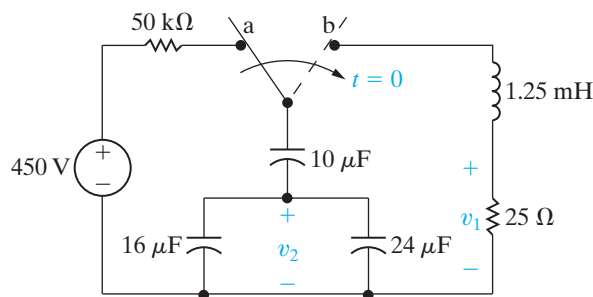 50 kΩ
a
b
t = 0
1.25 mH
450 V
+
−
10 μF
+
16 μF
v₂
24 μF
−
+
v₁
25 Ω
−